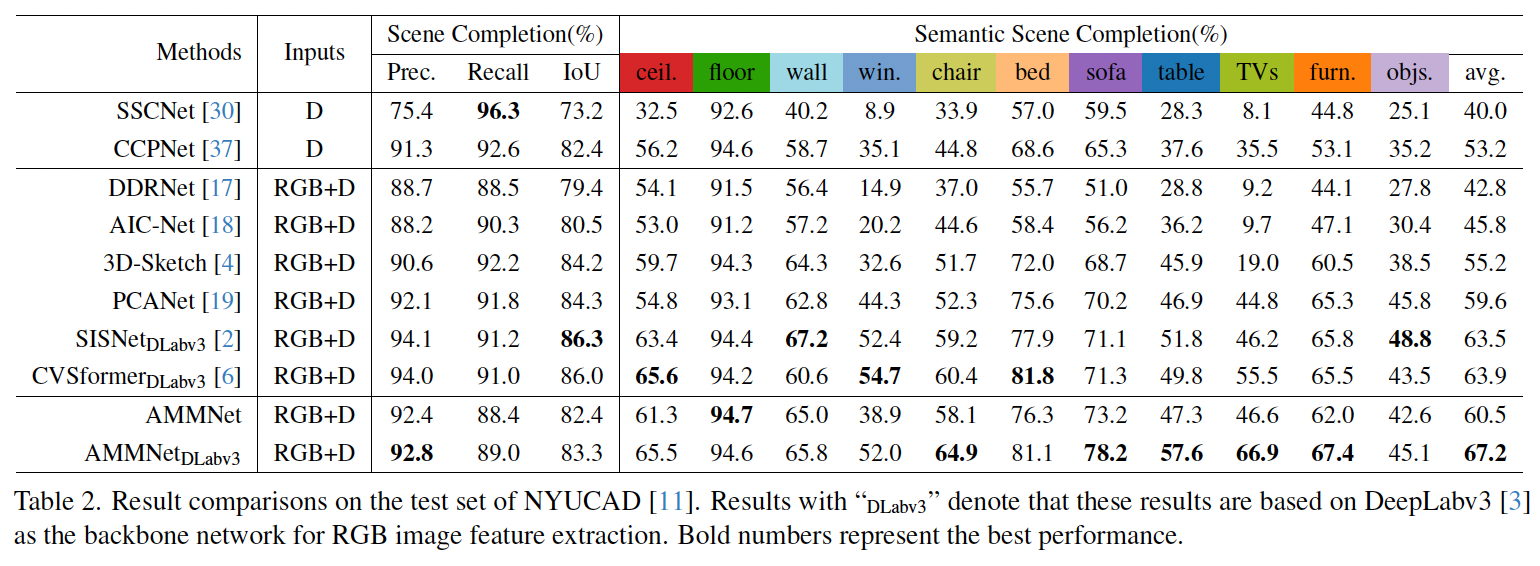 Methods Inputs Scene Completion(%) Semantic Scene Completion(%)
Prec. Recall IoU ceil. floor wall win. chair bed sofa table TVs furn. objs. avg.
SSCNet [30] D 75.4 96.3 73.2 32.5 92.6 40.2 8.9 33.9 57.0 59.5 28.3 8.1 44.8 25.1 40.0
CCPNet [37] D 91.3 92.6 82.4 56.2 94.6 58.7 35.1 44.8 68.6 65.3 37.6 35.5 53.1 35.2 53.2
DDRNet [17] RGB+D 88.7 88.5 79.4 54.1 91.5 56.4 14.9 37.0 55.7 51.0 28.8 9.2 44.1 27.8 42.8
AIC-Net [18] RGB+D 88.2 90.3 80.5 53.0 91.2 57.2 20.2 44.6 58.4 56.2 36.2 9.7 47.1 30.4 45.8
3D-Sketch [4] RGB+D 90.6 92.2 84.2 59.7 94.3 64.3 32.6 51.7 72.0 68.7 45.9 19.0 60.5 38.5 55.2
PCANet [19] RGB+D 92.1 91.8 84.3 54.8 93.1 62.8 44.3 52.3 75.6 70.2 46.9 44.8 65.3 45.8 59.6
SISNetDLabv3 [2] RGB+D 94.1 91.2 86.3 63.4 94.4 67.2 52.4 59.2 77.9 71.1 51.8 46.2 65.8 48.8 63.5
CVSformerDLabv3 [6] RGB+D 94.0 91.0 86.0 65.6 94.2 60.6 54.7 60.4 81.8 71.3 49.8 55.5 65.5 43.5 63.9
AMMNet RGB+D 92.4 88.4 82.4 61.3 94.7 65.0 38.9 58.1 76.3 73.2 47.3 46.6 62.0 42.6 60.5
AMMNetDLabv3 RGB+D 92.8 89.0 83.3 65.5 94.6 65.8 52.0 64.9 81.1 78.2 57.6 66.9 67.4 45.1 67.2
Table 2. Result comparisons on the test set of NYUCAD [11]. Results with “DLabv3” denote that these results are based on DeepLabv3 [3]
as the backbone network for RGB image feature extraction. Bold numbers represent the best performance.